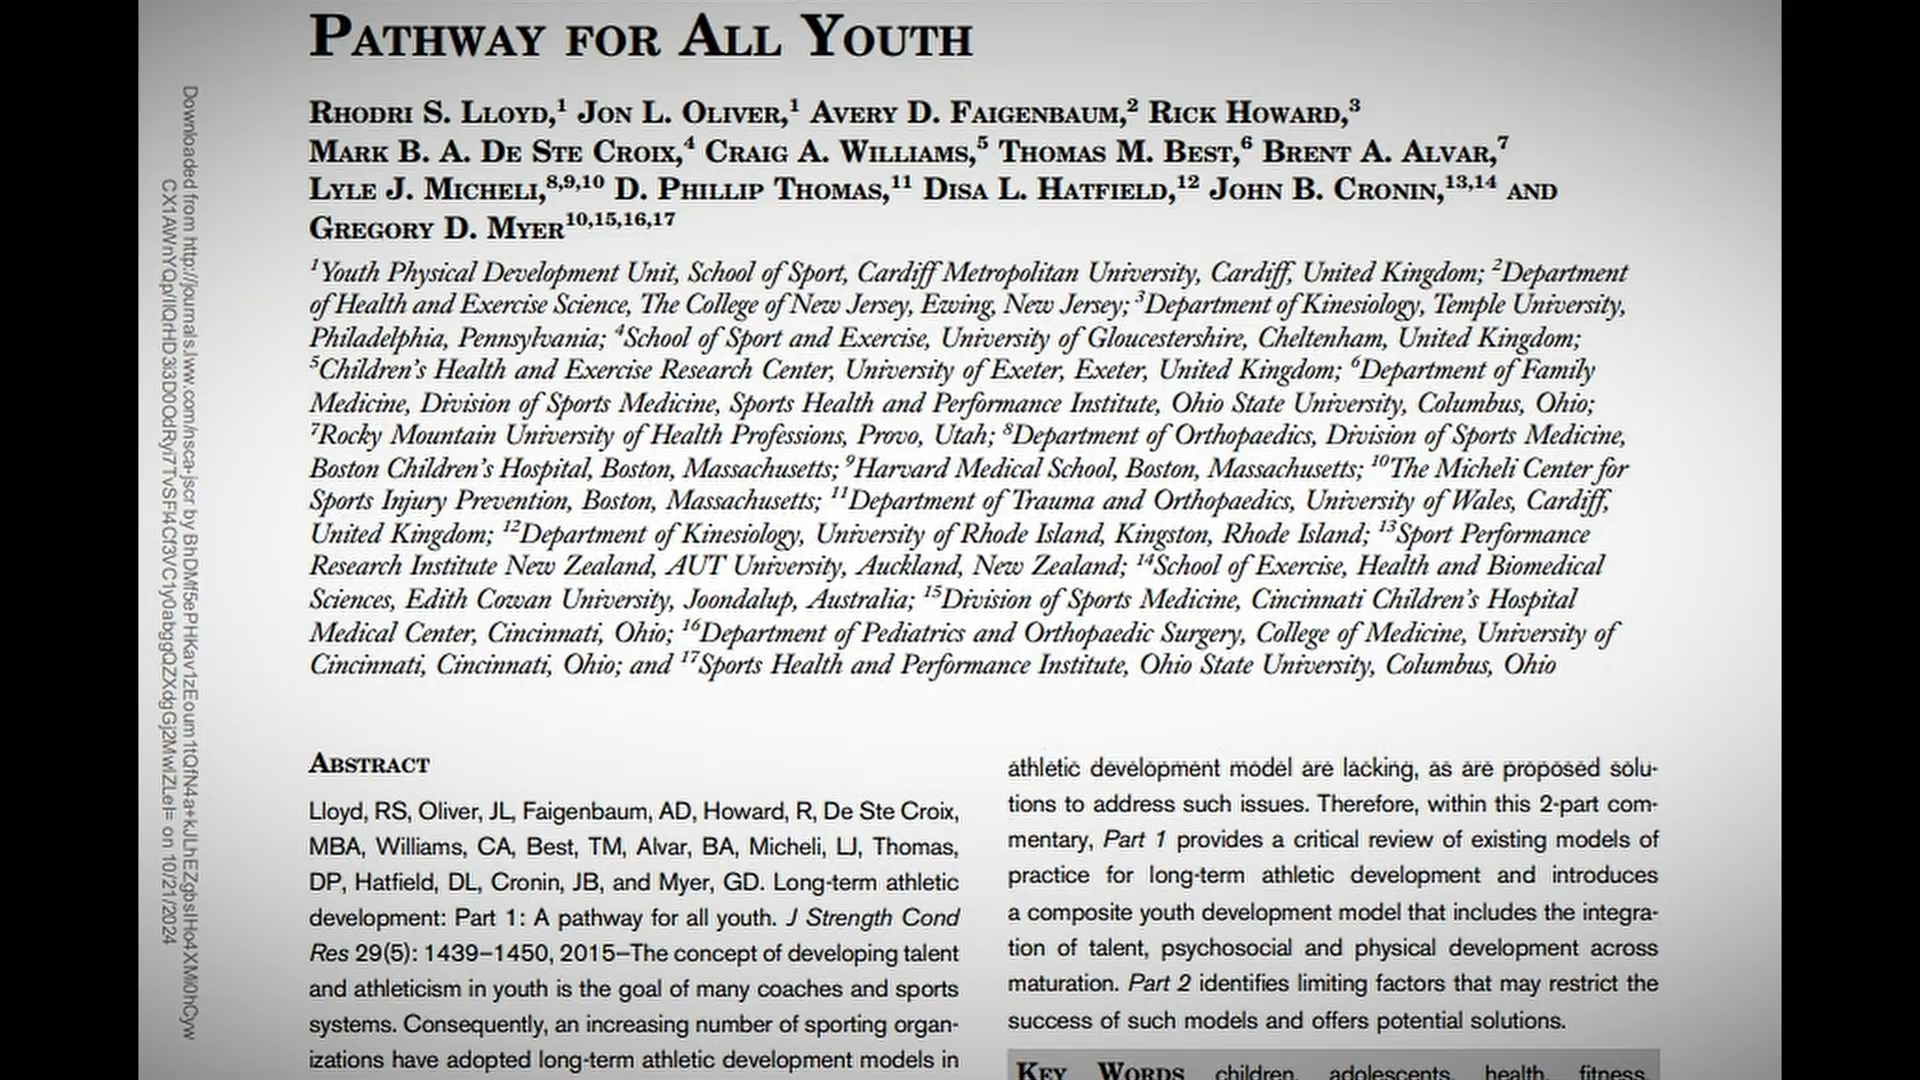 PATHWAY FOR ALL YOUTH
RHODRI S. LLOYD,1 JON L. OLIVER,1 AVERY D. FAIGENBAUM,2 RICK HOWARD,3
MARK B. A. DE STE CROIX,4 CRAIG A. WILLIAMS,5 THOMAS M. BEST,6 BRENT A. ALVAR,7
LYLE J. MICHELI,8,9,10 D. PHILLIP THOMAS,11 DISA L. HATFIELD,12 JOHN B. CRONIN,13,14 AND
GREGORY D. MYER10,15,16,17
1Youth Physical Development Unit, School of Sport, Cardiff Metropolitan University, Cardiff, United Kingdom; 2Department
of Health and Exercise Science, The College of New Jersey, Ewing, New Jersey; 3Department of Kinesiology, Temple University,
Philadelphia, Pennsylvania; 4School of Sport and Exercise, University of Gloucestershire, Cheltenham, United Kingdom;
5Children's Health and Exercise Research Center, University of Exeter, Exeter, United Kingdom; 6Department of Family
Medicine, Division of Sports Medicine, Sports Health and Performance Institute, Ohio State University, Columbus, Ohio;
7Rocky Mountain University of Health Professions, Provo, Utah; 8Department of Orthopaedics, Division of Sports Medicine,
Boston Children's Hospital, Boston, Massachusetts; 9Harvard Medical School, Boston, Massachusetts; 10The Micheli Center for
Sports Injury Prevention, Boston, Massachusetts; 11Department of Trauma and Orthopaedics, University of Wales, Cardiff,
United Kingdom; 12Department of Kinesiology, University of Rhode Island, Kingston, Rhode Island; 13Sport Performance
Research Institute New Zealand, AUT University, Auckland, New Zealand; 14School of Exercise, Health and Biomedical
Sciences, Edith Cowan University, Joondalup, Australia; 15Division of Sports Medicine, Cincinnati Children's Hospital
Medical Center, Cincinnati, Ohio; 16Department of Pediatrics and Orthopaedic Surgery, College of Medicine, University of
Cincinnati, Cincinnati, Ohio; and 17Sports Health and Performance Institute, Ohio State University, Columbus, Ohio
ABSTRACT
Lloyd, RS, Oliver, JL, Faigenbaum, AD, Howard, R, De Ste Croix,
MBA, Williams, CA, Best, TM, Alvar, BA, Micheli, LJ, Thomas,
DP, Hatfield, DL, Cronin, JB, and Myer, GD. Long-term athletic
development: Part 1: A pathway for all youth. J Strength Cond
Res 29(5): 1439–1450, 2015—The concept of developing talent
and athleticism in youth is the goal of many coaches and sports
systems. Consequently, an increasing number of sporting organ-
izations have adopted long-term athletic development models in
athletic development model are lacking, as are proposed solu-
tions to address such issues. Therefore, within this 2-part com-
mentary, Part 1 provides a critical review of existing models of
practice for long-term athletic development and introduces
a composite youth development model that includes the integra-
tion of talent, psychosocial and physical development across
maturation. Part 2 identifies limiting factors that may restrict the
success of such models and offers potential solutions.
KEY WORDS children, adolescents, health, fitness,
Downloaded from http://journals.lww.com/nsca-jscr by
on 10/21/2024